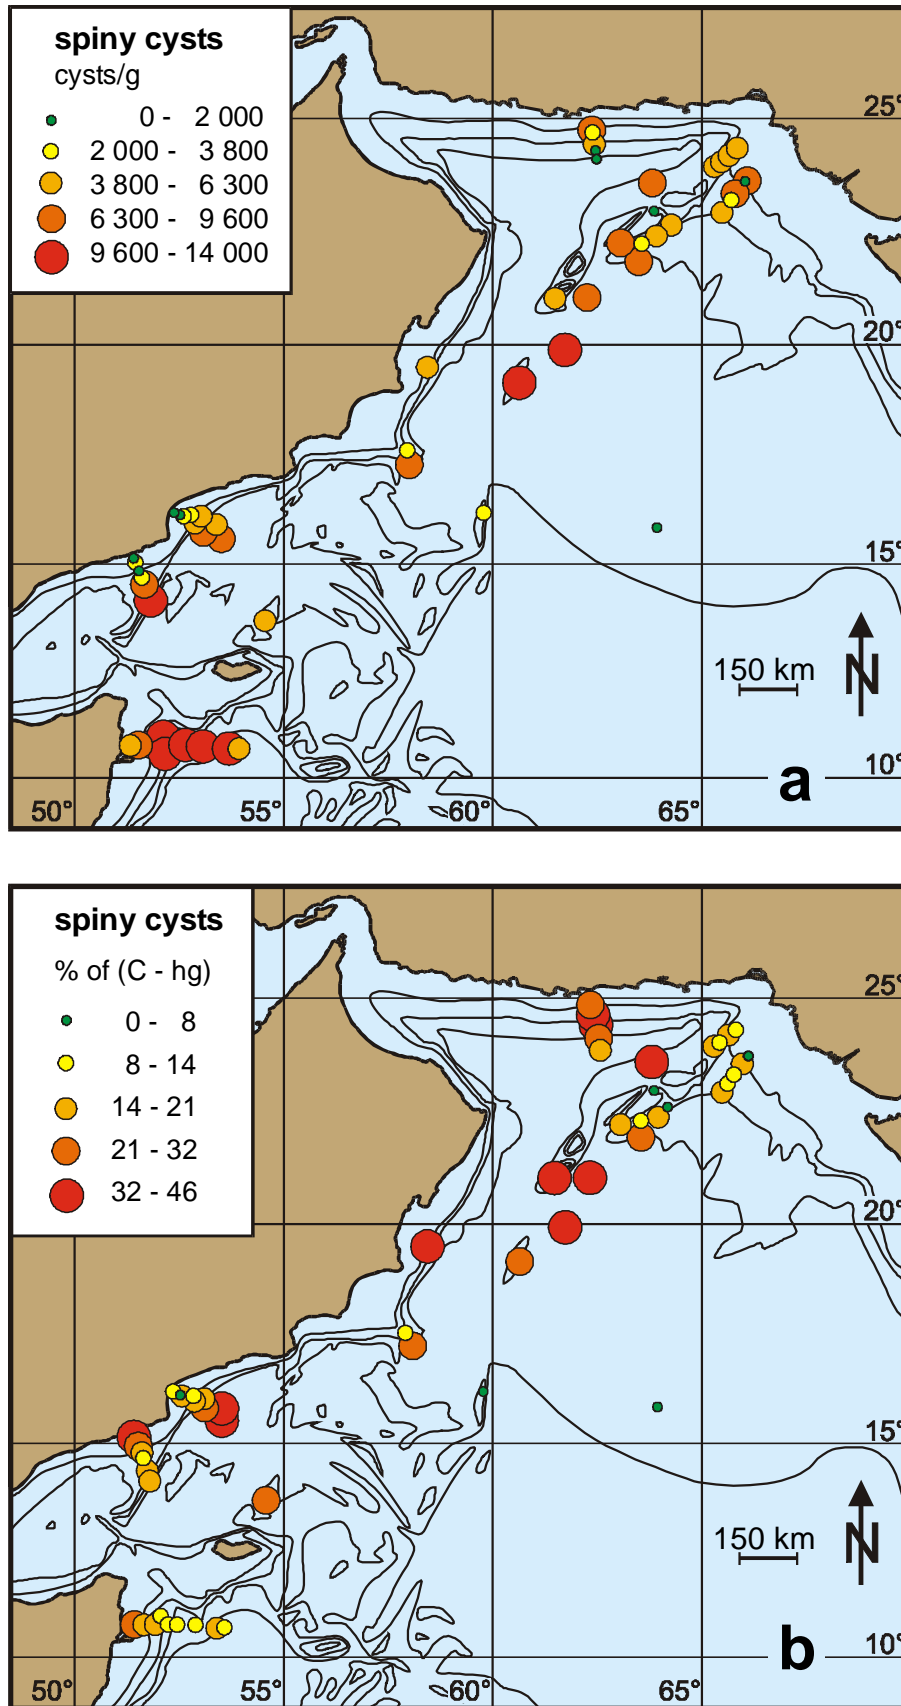 spiny cysts
cysts/g
0 - 2 000
2 000 - 3 800
3 800 - 6 300
6 300 - 9 600
9 600 - 14 000
25°
20°
15°
150 km
N
10°
a
50°
55°
60°
65°
spiny cysts
% of (C - hg)
0 - 8
8 - 14
14 - 21
21 - 32
32 - 46
25°
20°
15°
150 km
N
10°
b
50°
55°
60°
65°